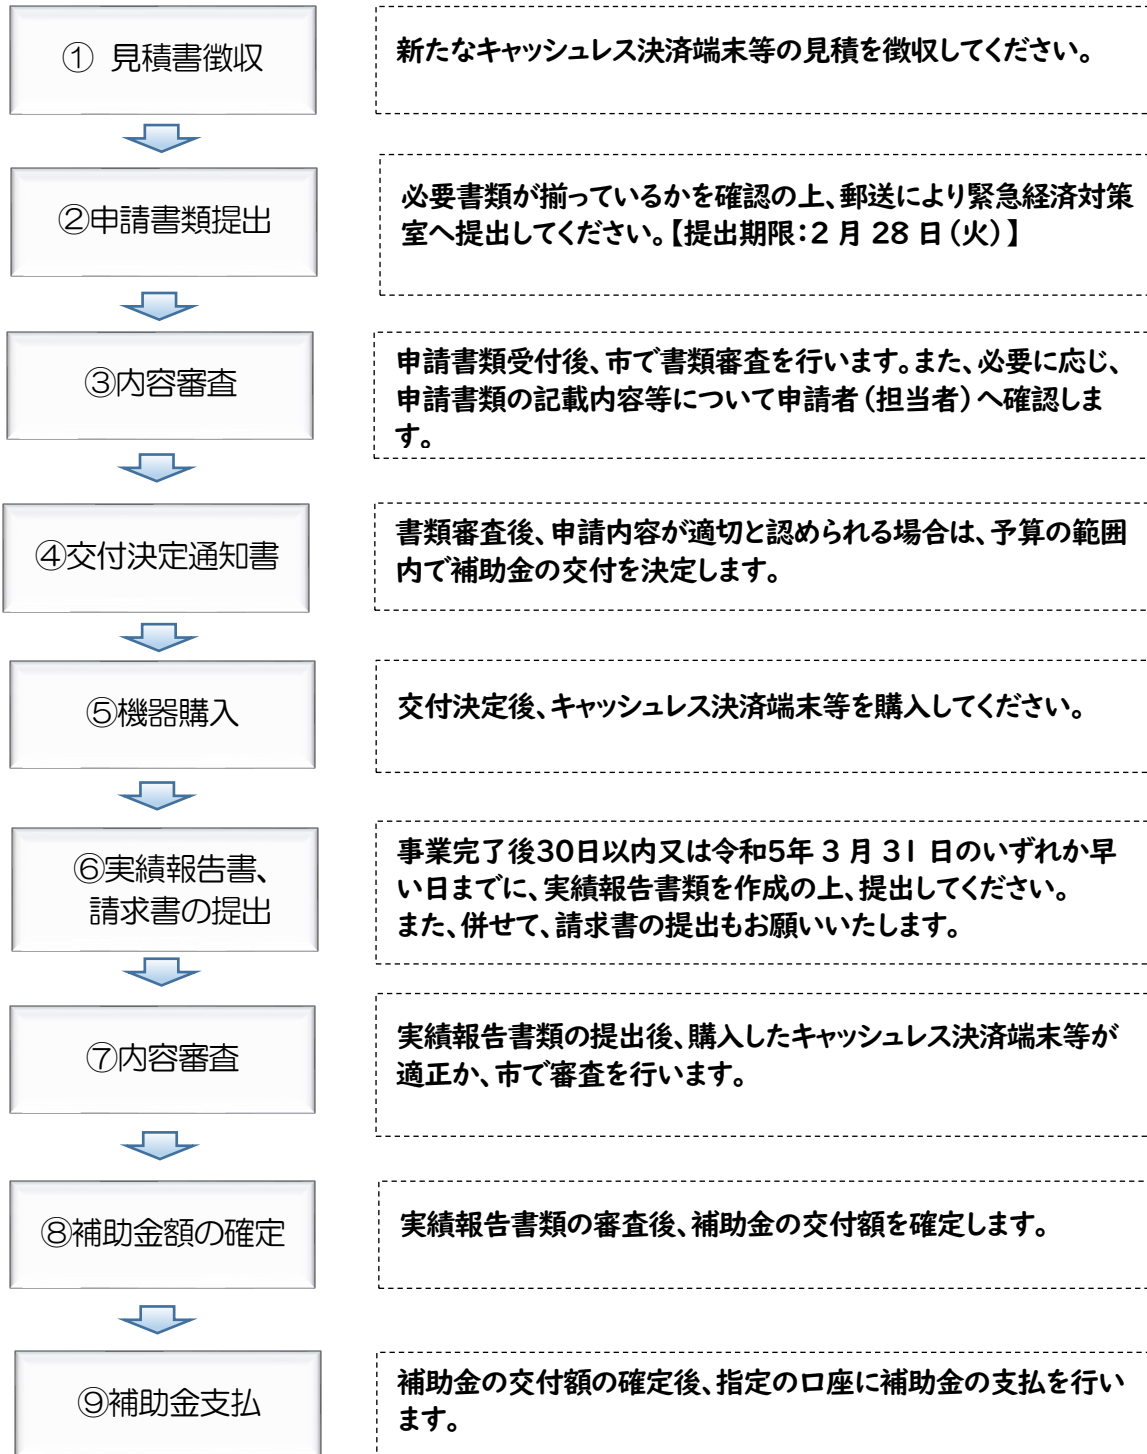 ① 見積書徴収
新たなキャッシュレス決済端末等の見積を徴収してください。
②申請書類提出
必要書類が揃っているかを確認の上、郵送により緊急経済対策
室へ提出してください。【提出期限：2 月 28 日（火）】
③内容審査
申請書類受付後、市で書類審査を行います。また、必要に応じ、
申請書類の記載内容等について申請者（担当者）へ確認しま
す。
④交付決定通知書
書類審査後、申請内容が適切と認められる場合は、予算の範囲
内で補助金の交付を決定します。
⑤機器購入
交付決定後、キャッシュレス決済端末等を購入してください。
⑥実績報告書、
請求書の提出
事業完了後30日以内又は令和5年 3 月 31 日のいずれか早
い日までに、実績報告書類を作成の上、提出してください。
また、併せて、請求書の提出もお願いいたします。
⑦内容審査
実績報告書類の提出後、購入したキャッシュレス決済端末等が
適正か、市で審査を行います。
⑧補助金額の確定
実績報告書類の審査後、補助金の交付額を確定します。
⑨補助金支払
補助金の交付額の確定後、指定の口座に補助金の支払を行い
ます。